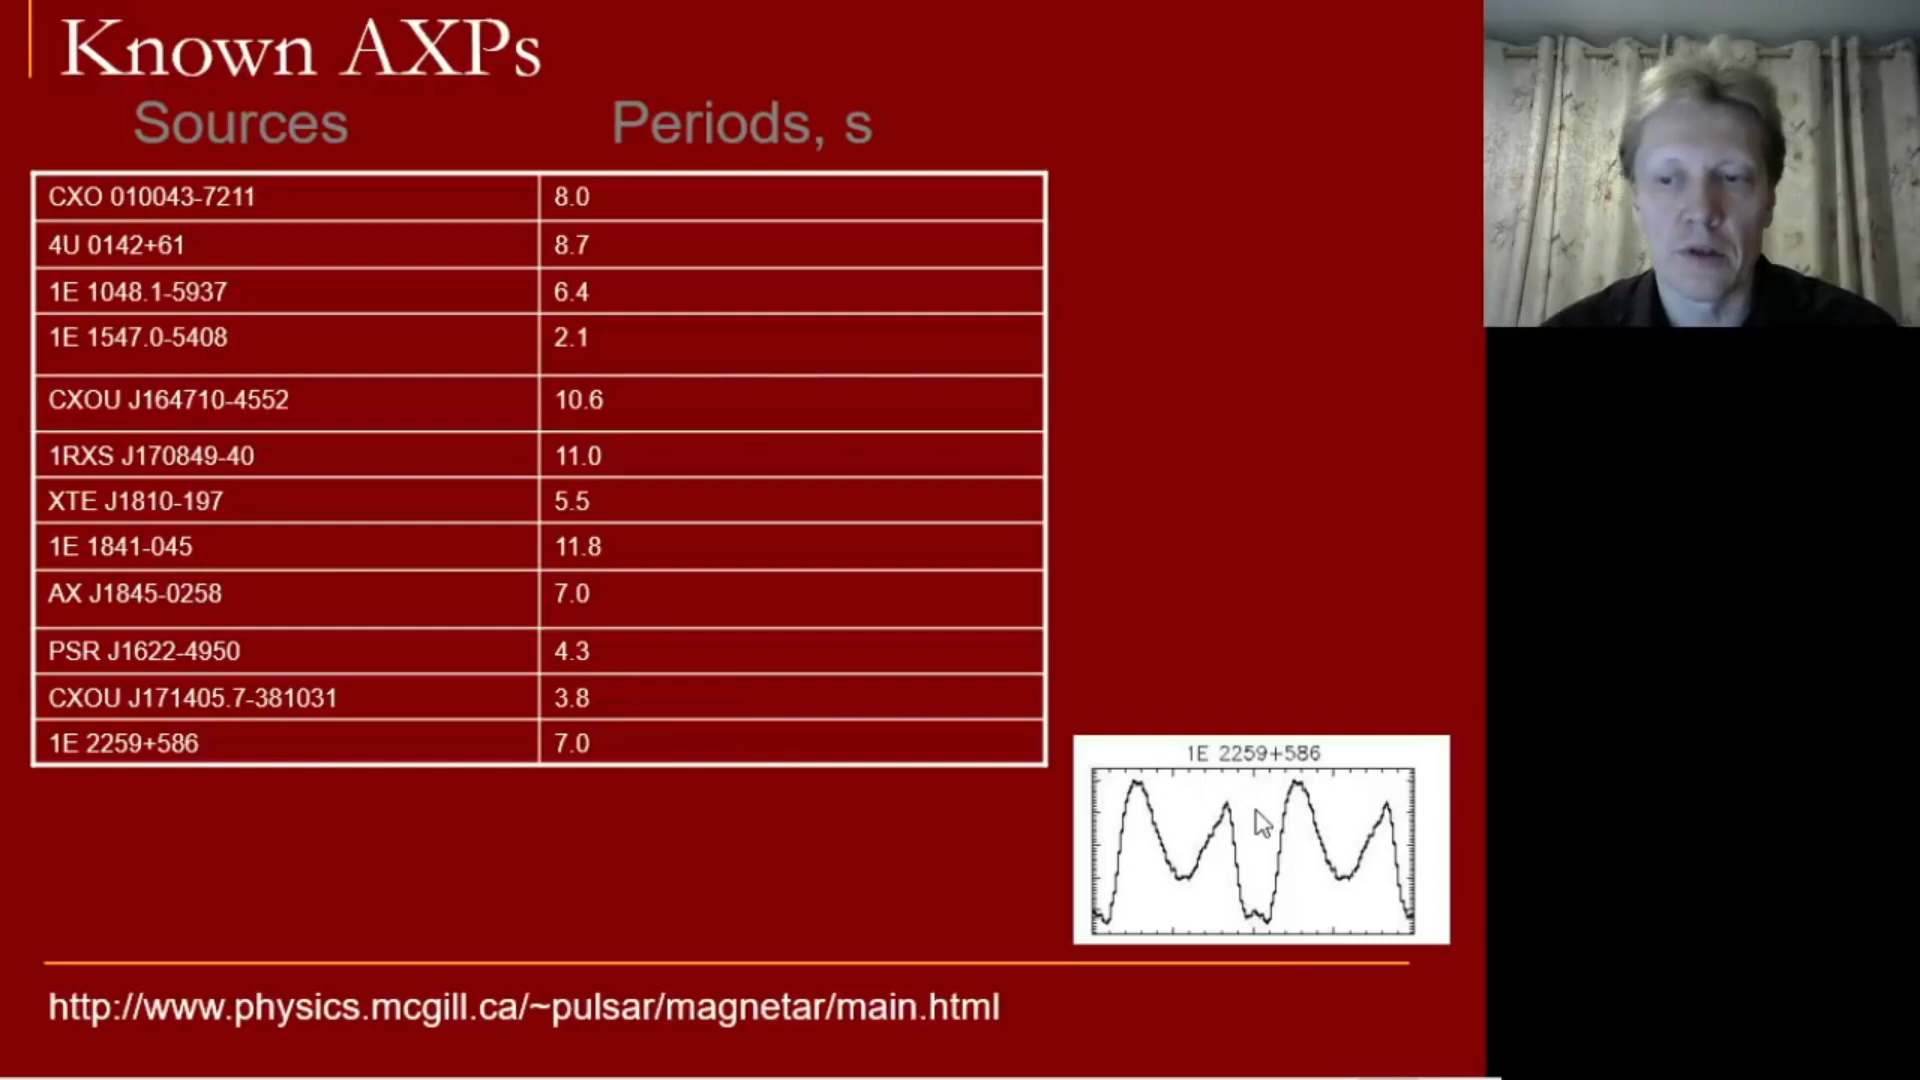 Known AXPs
Sources Periods, s
CXO 010043-7211 8.0
4U 0142+61 8.7
1E 1048.1-5937 6.4
1E 1547.0-5408 2.1
CXOU J164710-4552 10.6
1RXS J170849-40 11.0
XTE J1810-197 5.5
1E 1841-045 11.8
AX J1845-0258 7.0
PSR J1622-4950 4.3
CXOU J171405.7-381031 3.8
1E 2259+586 7.0
1E 2259+586
http://www.physics.mcgill.ca/~pulsar/magnetar/main.html